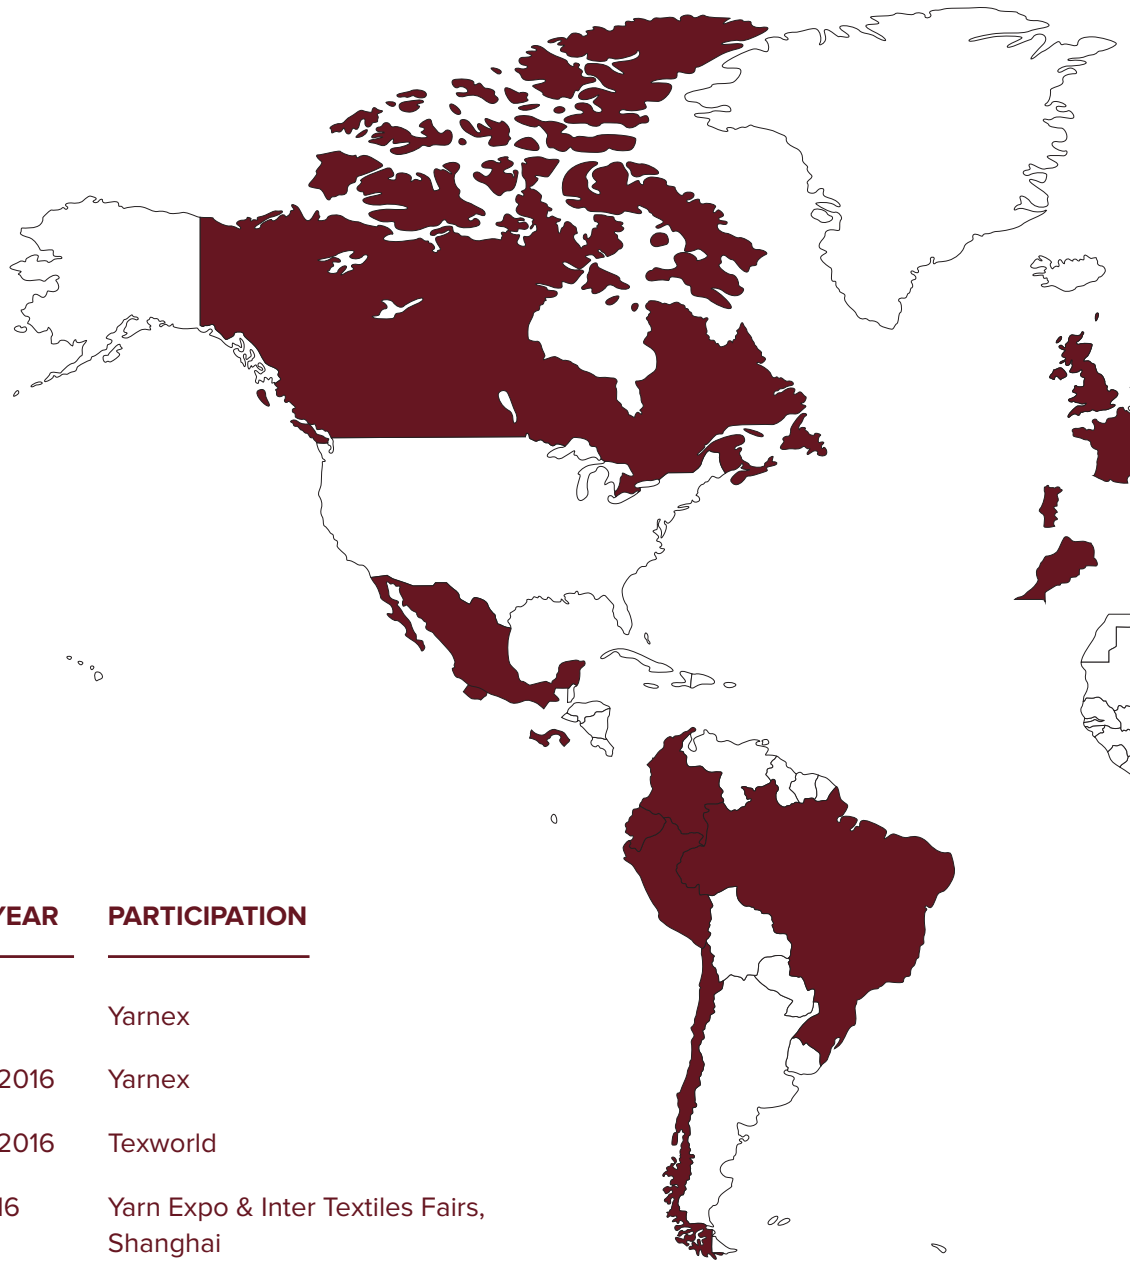 YEAR PARTICIPATION
Yarnex
2016 Yarnex
2016 Texworld
16 Yarn Expo & Inter Textiles Fairs,
Shanghai